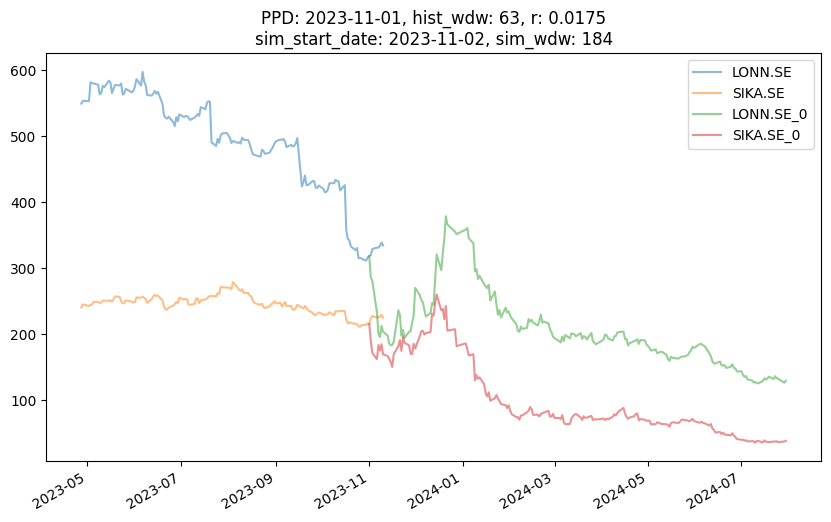 PPD: 2023-11-01, hist_wdw: 63, r: 0.0175
sim_start_date: 2023-11-02, sim_wdw: 184
600
500
400
300
200
100
LONN.SE
SIKA.SE
LONN.SE_0
SIKA.SE_0
2023-05
2023-07
2023-09
2023-11
2024-01
2024-03
2024-05
2024-07